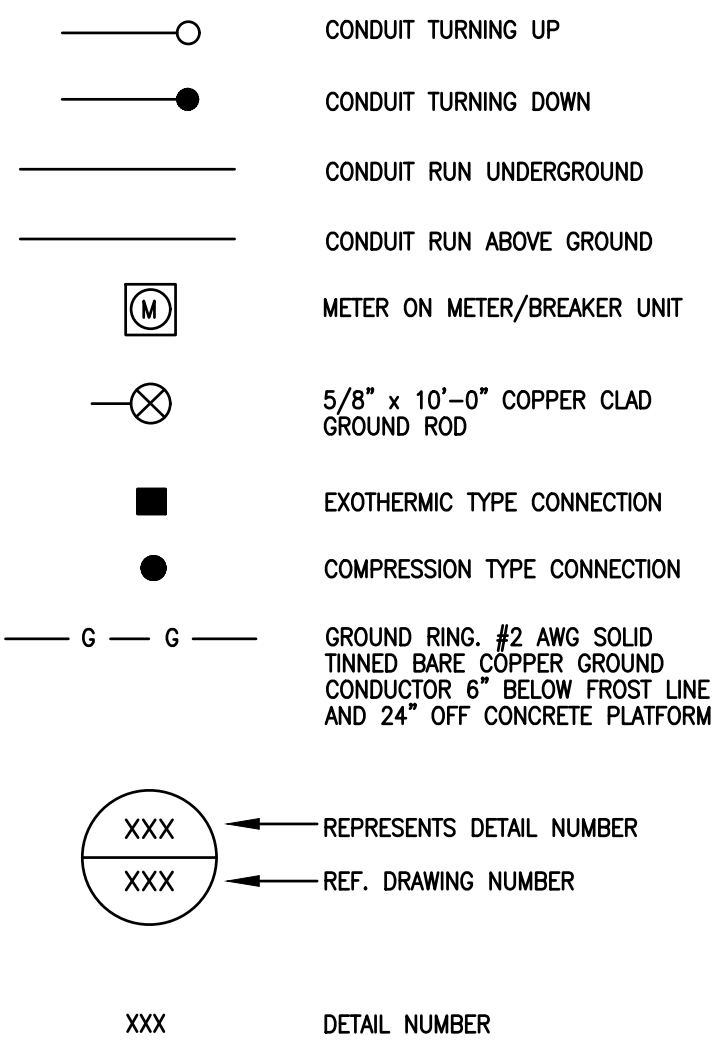 CONDUIT TURNING UP
CONDUIT TURNING DOWN
CONDUIT RUN UNDERGROUND
CONDUIT RUN ABOVE GROUND
M METER ON METER/BREAKER UNIT
5/8" x 10'-0" COPPER CLAD
GROUND ROD
EXOTHERMIC TYPE CONNECTION
COMPRESSION TYPE CONNECTION
G G GROUND RING. #2 AWG SOLID
TINNED BARE COPPER GROUND
CONDUCTOR 6" BELOW FROST LINE
AND 24" OFF CONCRETE PLATFORM
XXX REPRESENTS DETAIL NUMBER
XXX REF. DRAWING NUMBER
XXX DETAIL NUMBER